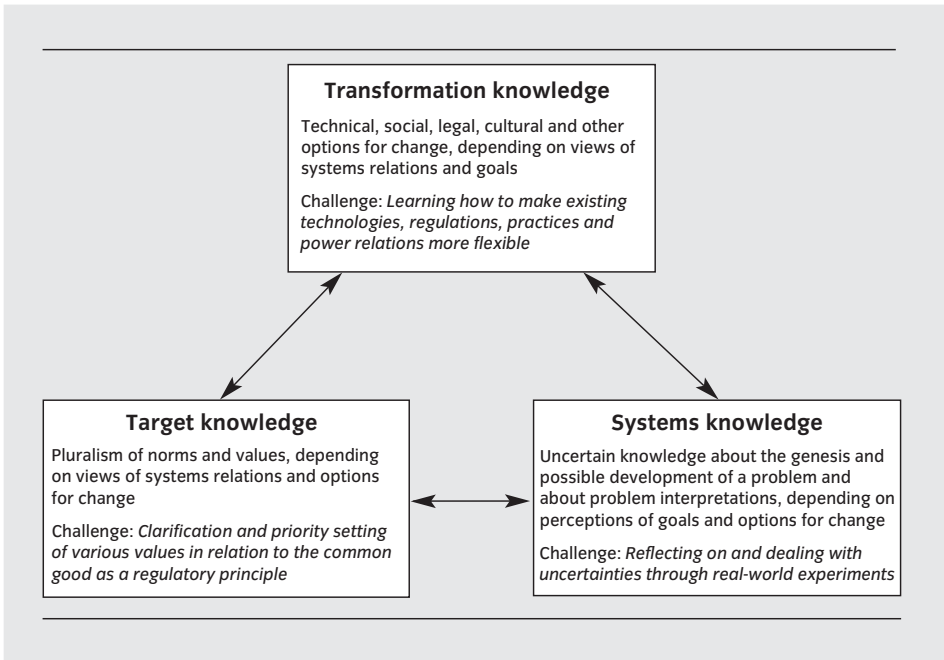 Transformation knowledge
Technical, social, legal, cultural and other
options for change, depending on views of
systems relations and goals
Challenge: Learning how to make existing
technologies, regulations, practices and
power relations more flexible
Target knowledge
Pluralism of norms and values, depending
on views of systems relations and options
for change
Challenge: Clarification and priority setting
of various values in relation to the common
good as a regulatory principle
Systems knowledge
Uncertain knowledge about the genesis and
possible development of a problem and
about problem interpretations, depending on
perceptions of goals and options for change
Challenge: Reflecting on and dealing with
uncertainties through real-world experiments